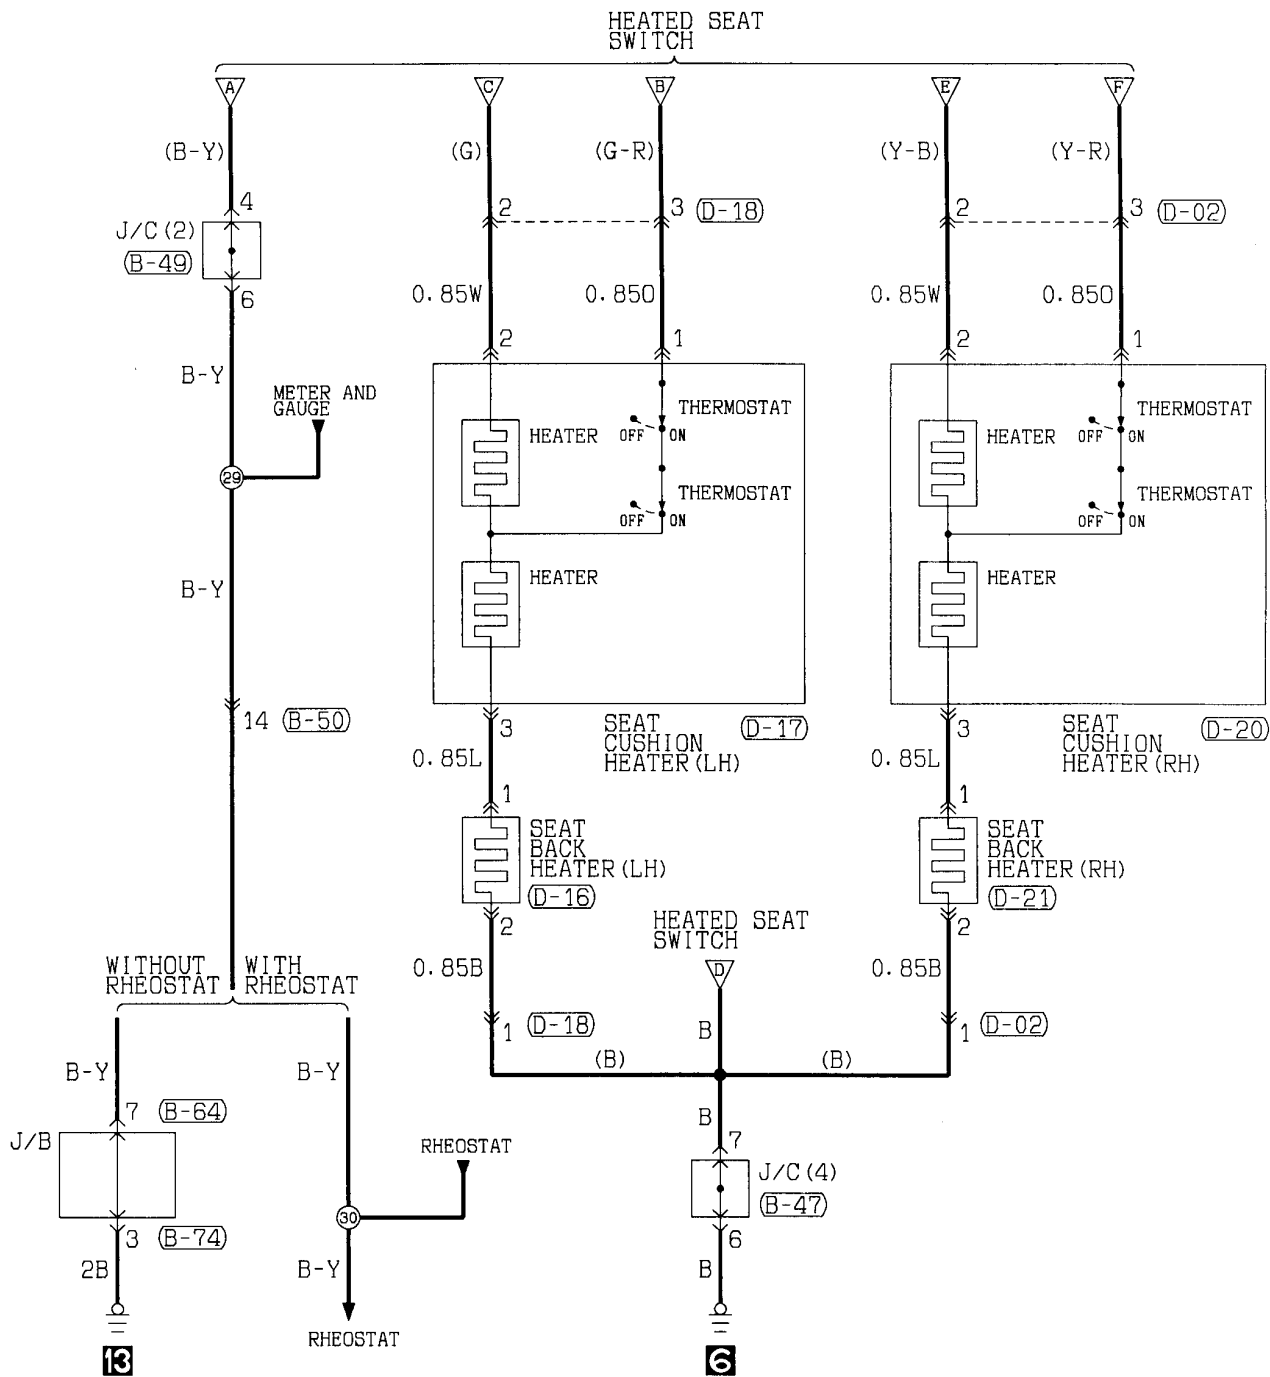 HEATED SEAT
SWITCH
A
C
B
E
F
(B-Y)
(G)
(G-R)
(Y-B)
(Y-R)
4
2
3
D-18
2
3
D-02
J/C(2)
B-49
6
0.85W
0.85O
0.85W
0.85O
2
1
2
1
B-Y
METER AND
GAUGE
29
HEATER
THERMOSTAT
OFF
ON
THERMOSTAT
OFF
ON
HEATER
HEATER
THERMOSTAT
OFF
ON
THERMOSTAT
OFF
ON
HEATER
B-Y
14
B-50
3
SEAT
CUSHION
HEATER(LH)
D-17
3
SEAT
CUSHION
HEATER(RH)
D-20
0.85L
0.85L
1
SEAT
BACK
HEATER(LH)
D-16
1
SEAT
BACK
HEATER(RH)
D-21
2
2
HEATED SEAT
SWITCH
D
0.85B
0.85B
WITHOUT
RHEOSTAT
WITH
RHEOSTAT
1
D-18
B
1
D-02
(B)
(B)
B-Y
B-Y
B
7
B-64
7
J/B
RHEOSTAT
J/C(4)
B-47
30
3
B-74
6
2B
B-Y
B
RHEOSTAT
13
6